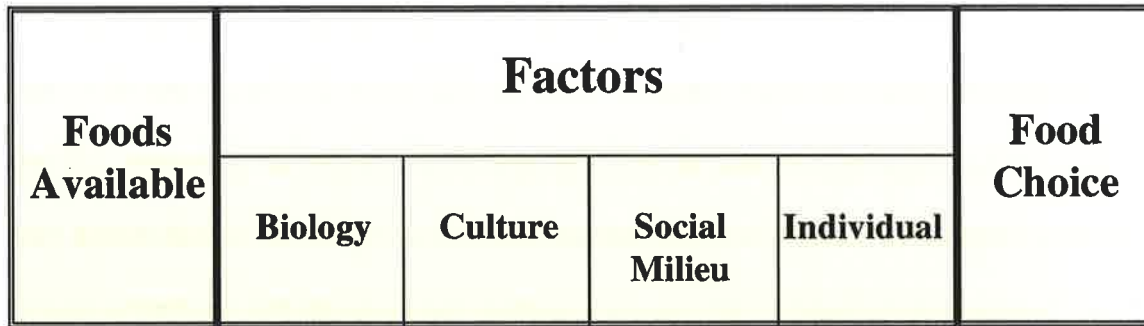 Foods
Available
Factors
Biology
Culture
Social
Milieu
Individual
Food
Choice